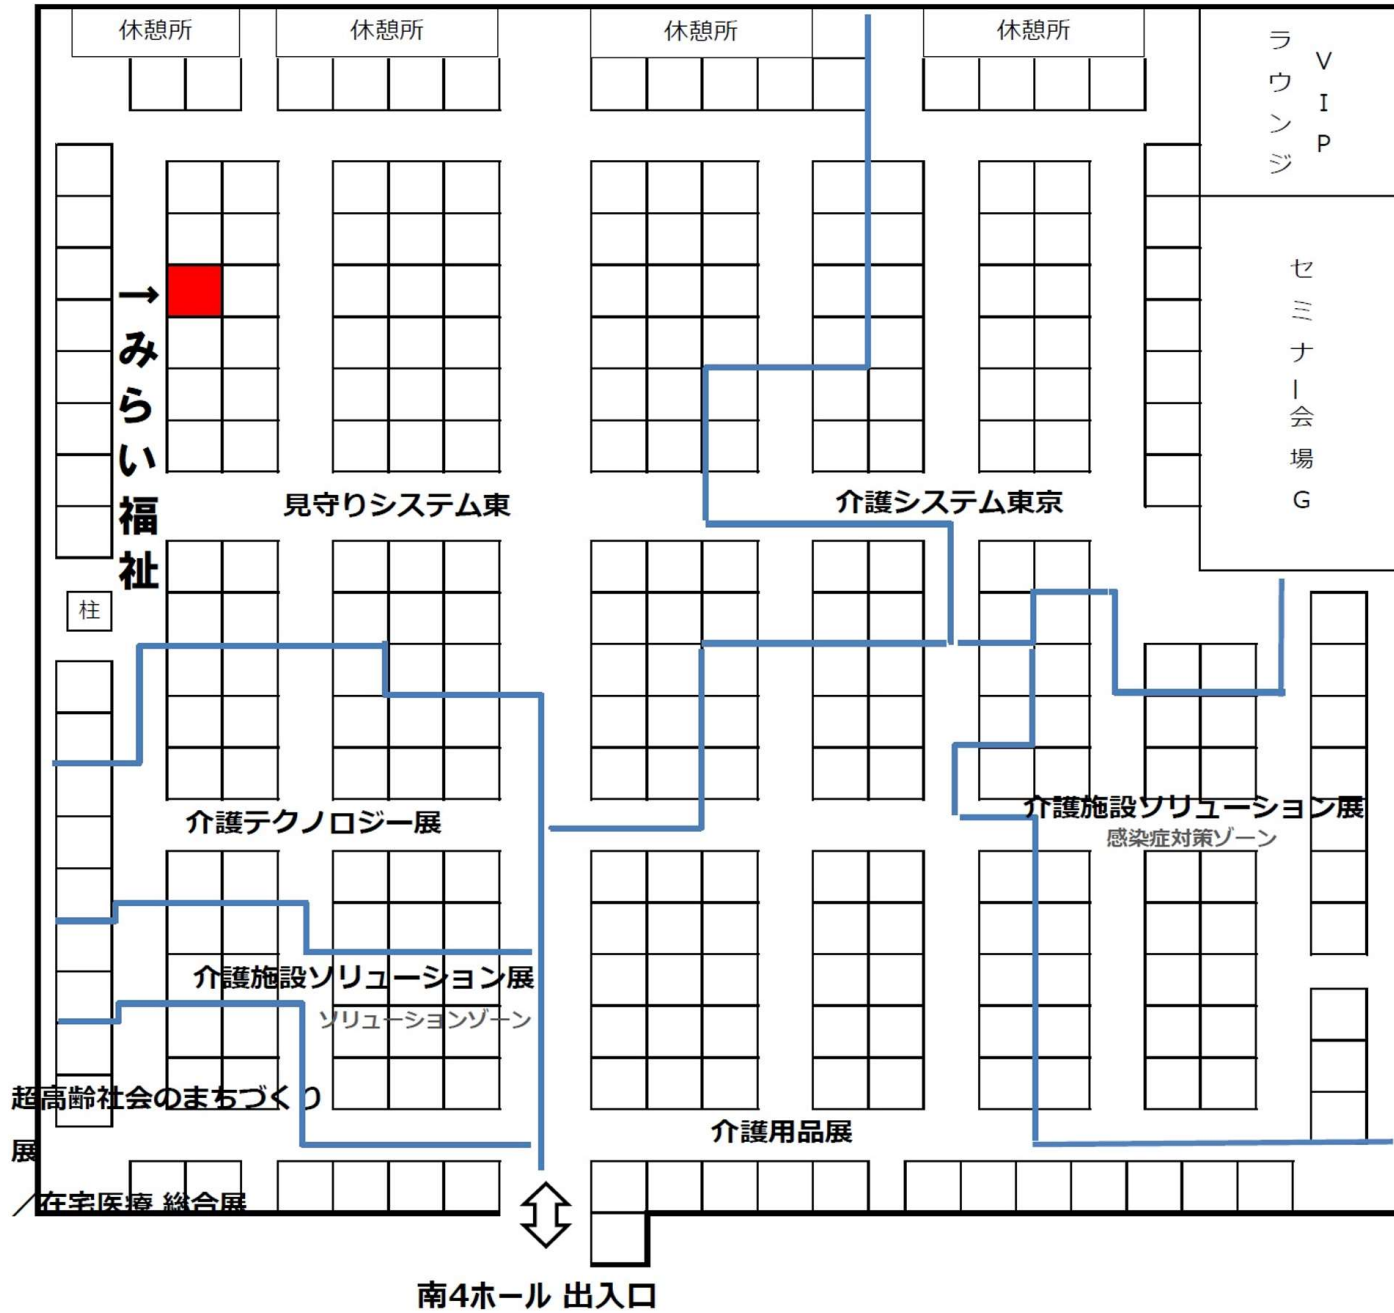 休憩所
休憩所
休憩所
休憩所
VIP
ラウンジ
セミナー会場G
→みらい福祉
見守りシステム東
介護システム東京
柱
介護テクノロジー展
介護施設ソリューション展
感染症対策ゾーン
介護施設ソリューション展
ソリューションゾーン
超高齢社会のまちづくり
展
／在宅医療 総合展
介護用品展
南4ホール 出入口